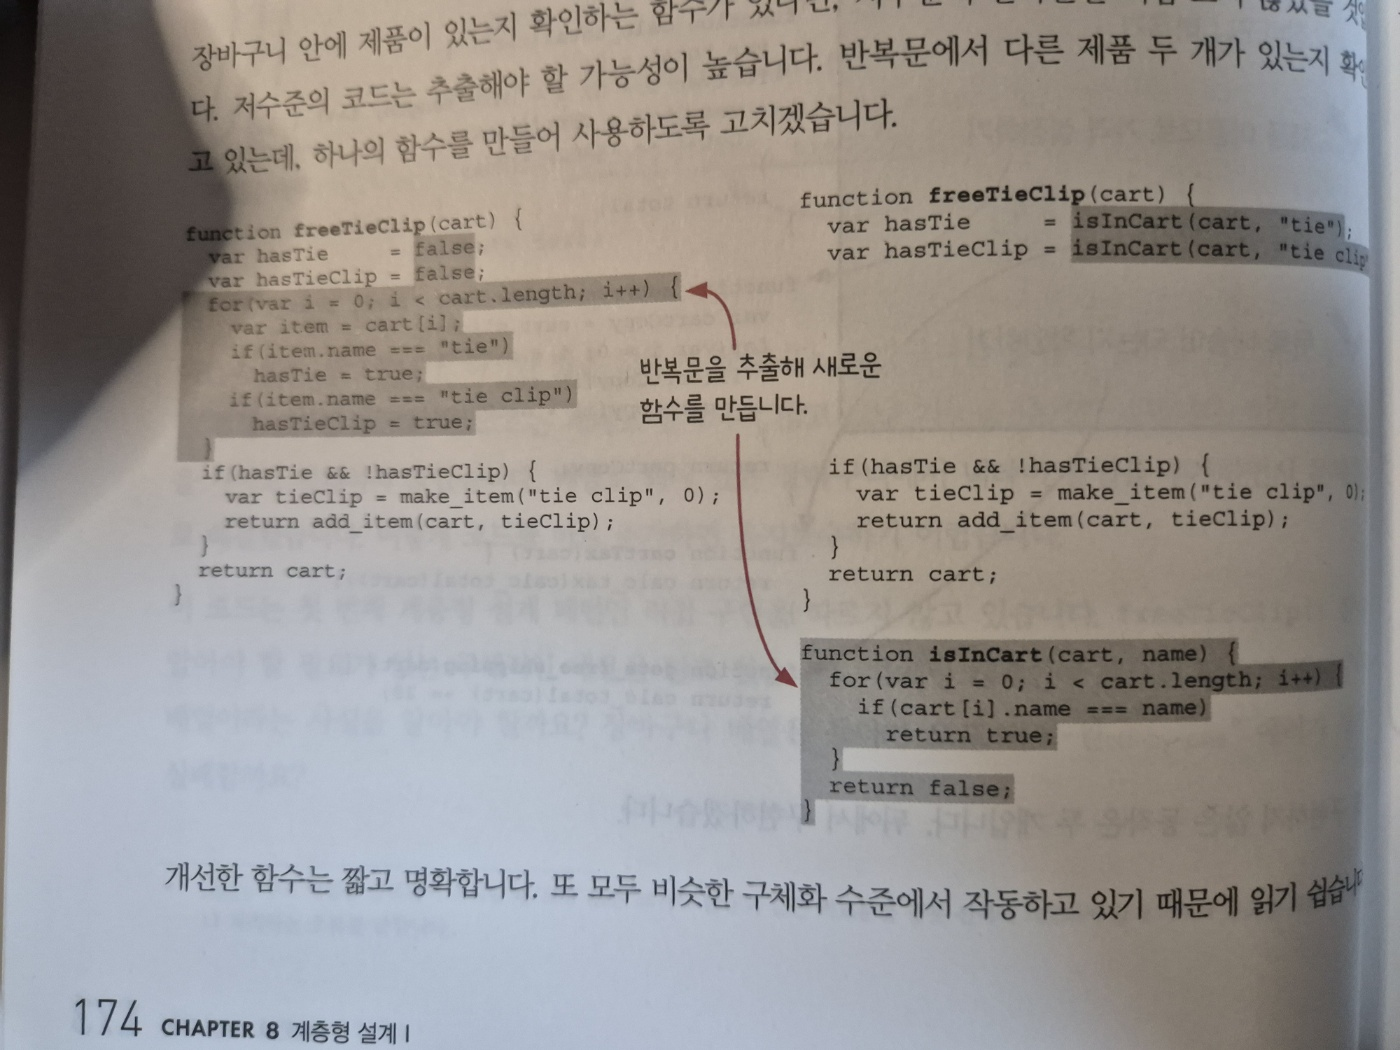 장바구니 안에 제품이 있는지 확인하는 함수가
다. 저수준의 코드는 추출해야 할 가능성이 높습니다. 반복문에서 다른 제품 두 개가 있는지 확인
고 있는데, 하나의 함수를 만들어 사용하도록 고치겠습니다.
function freeTieClip(cart) {
var hasTie = false;
var hasTieClip = false;
for(var i = 0; i < cart.length; i++) {
var item = cart[i];
if(item.name === "tie")
hasTie = true;
if(item.name === "tie clip")
hasTieClip = true;
}
if(hasTie && !hasTieClip) {
var tieClip = make_item("tie clip", 0);
return add_item(cart, tieClip);
}
return cart;
}
반복문을 추출해 새로운
함수를 만듭니다.
function freeTieClip(cart) {
var hasTie = isInCart(cart, "tie");
var hasTieClip = isInCart(cart, "tie clip
if(hasTie && !hasTieClip) {
var tieClip = make_item("tie clip", 0);
return add_item(cart, tieClip);
}
return cart;
}
function isInCart(cart, name) {
for(var i = 0; i < cart.length; i++) {
if(cart[i].name === name)
return true;
}
return false;
}
개선한 함수는 짧고 명확합니다. 또 모두 비슷한 구체화 수준에서 작동하고 있기 때문에 읽기 쉽습니
174 CHAPTER 8 계층형 설계 I